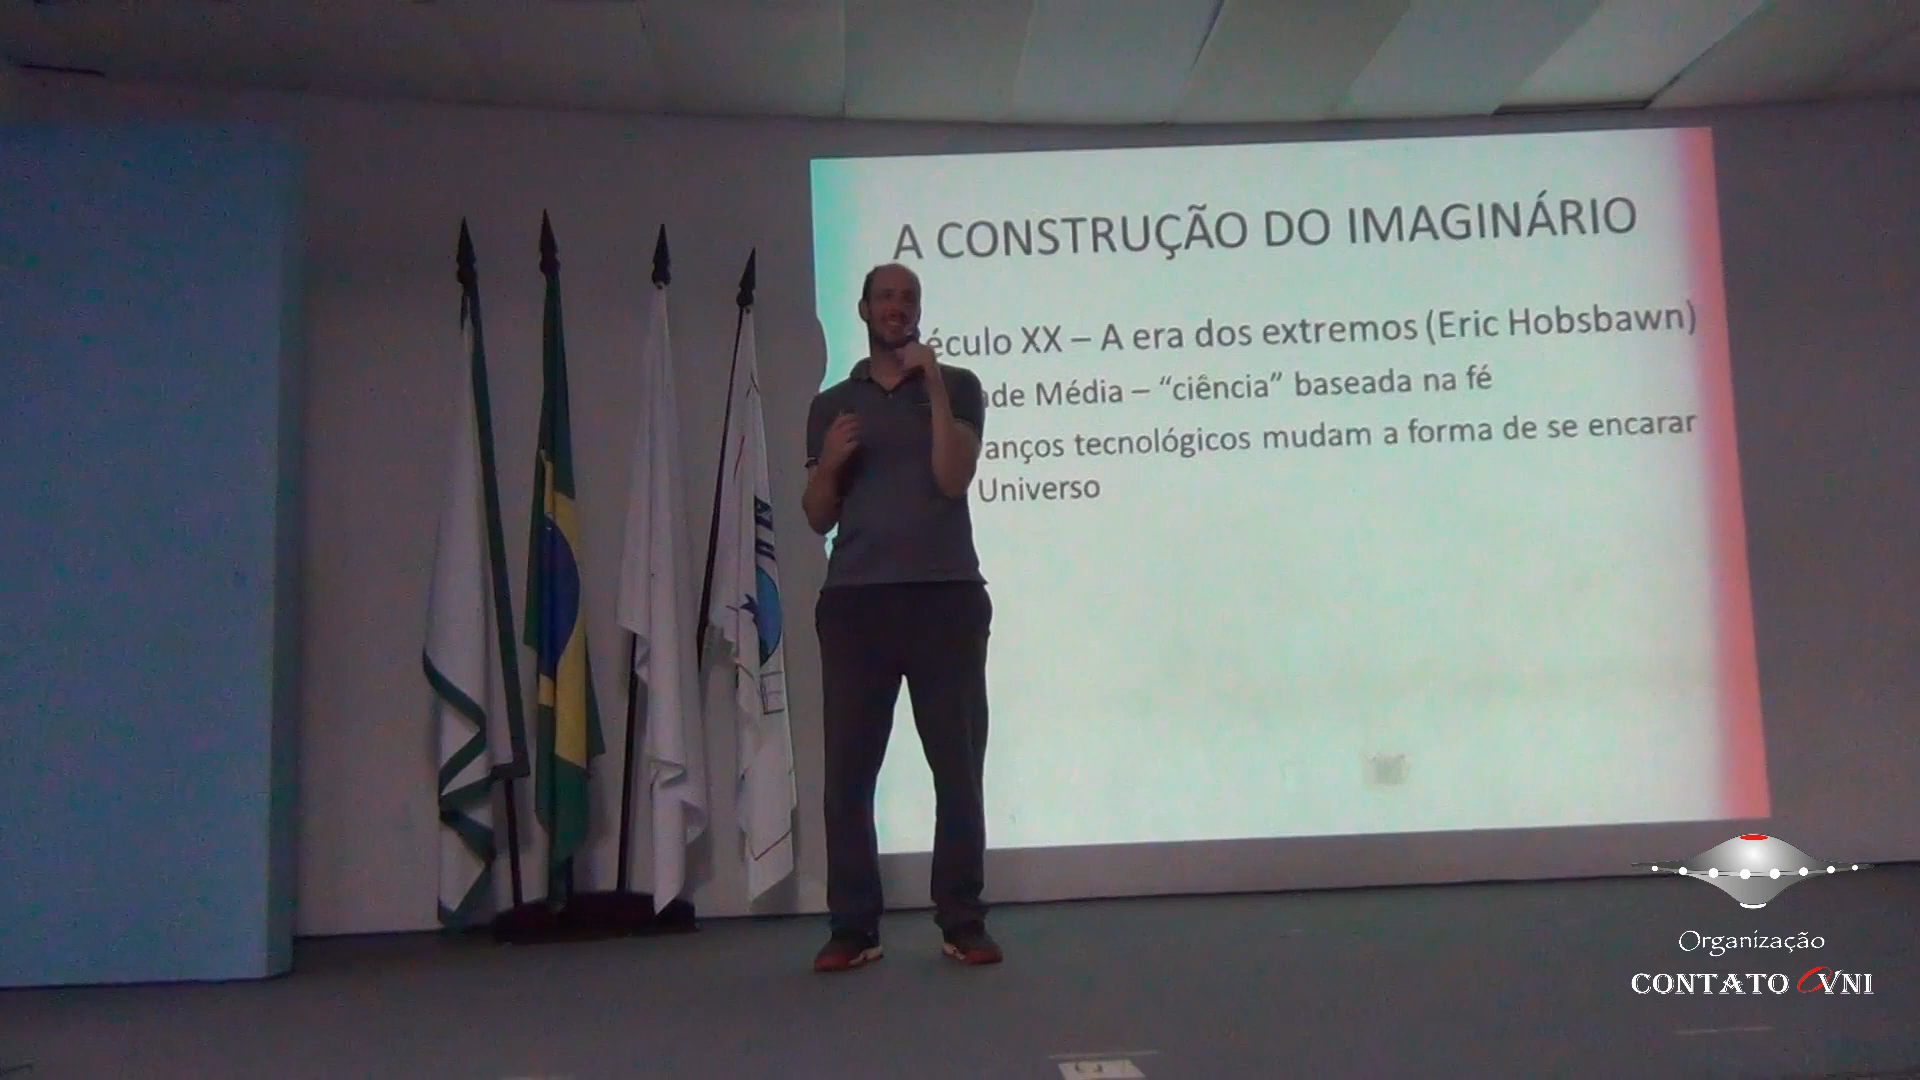 A CONSTRUÇÃO DO IMAGINÁRIO
éculo XX – A era dos extremos (Eric Hobsbawn)
ade Média – “ciência” baseada na fé
anços tecnológicos mudam a forma de se encarar
Universo
Organização
CONTATO OVNI